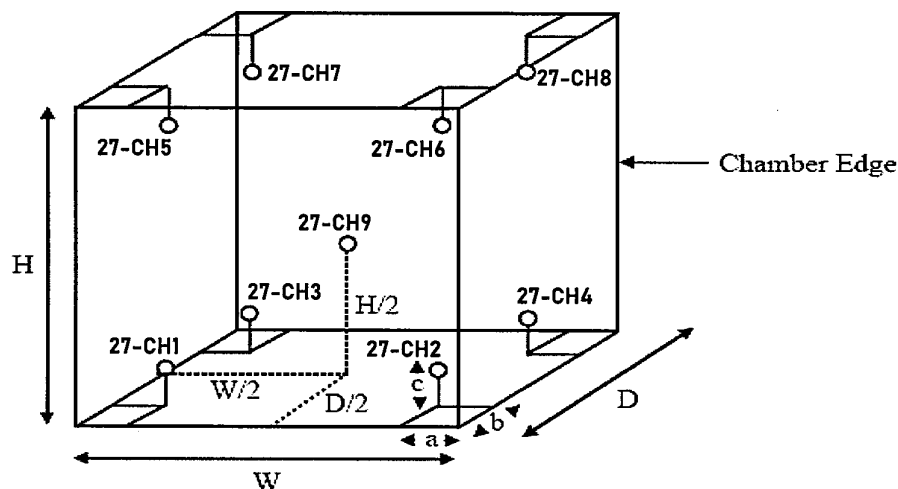 27-CH7
27-CH8
27-CH5
27-CH6
Chamber Edge
27-CH9
H
27-CH3
H/2
27-CH4
27-CH1
27-CH2
W/2
c
D/2
D
a
b
W